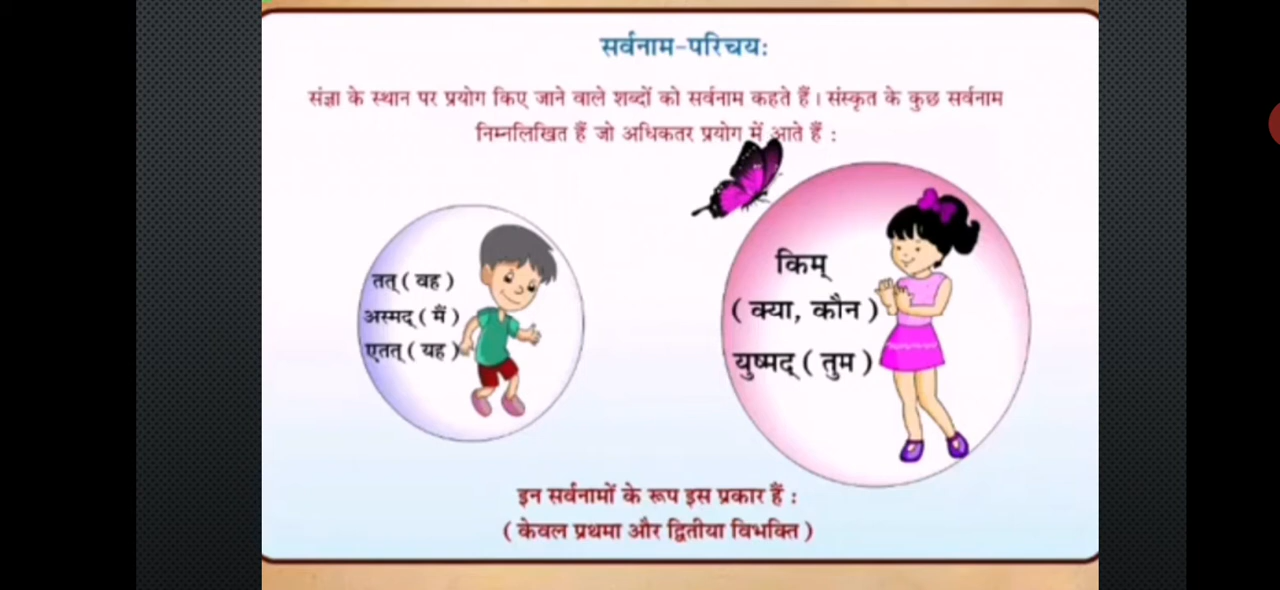 सर्वनाम-परिचयः
संज्ञा के स्थान पर प्रयोग किए जाने वाले शब्दों को सर्वनाम कहते हैं। संस्कृत के कुछ सर्वनाम
निम्नलिखित हैं जो अधिकतर प्रयोग में आते हैं :
तत् ( वह )
अस्मद् ( मैं )
एतत् ( यह )
किम्
( क्या, कौन )
युष्मद् ( तुम )
इन सर्वनामों के रूप इस प्रकार हैं :
( केवल प्रथमा और द्वितीया विभक्ति )